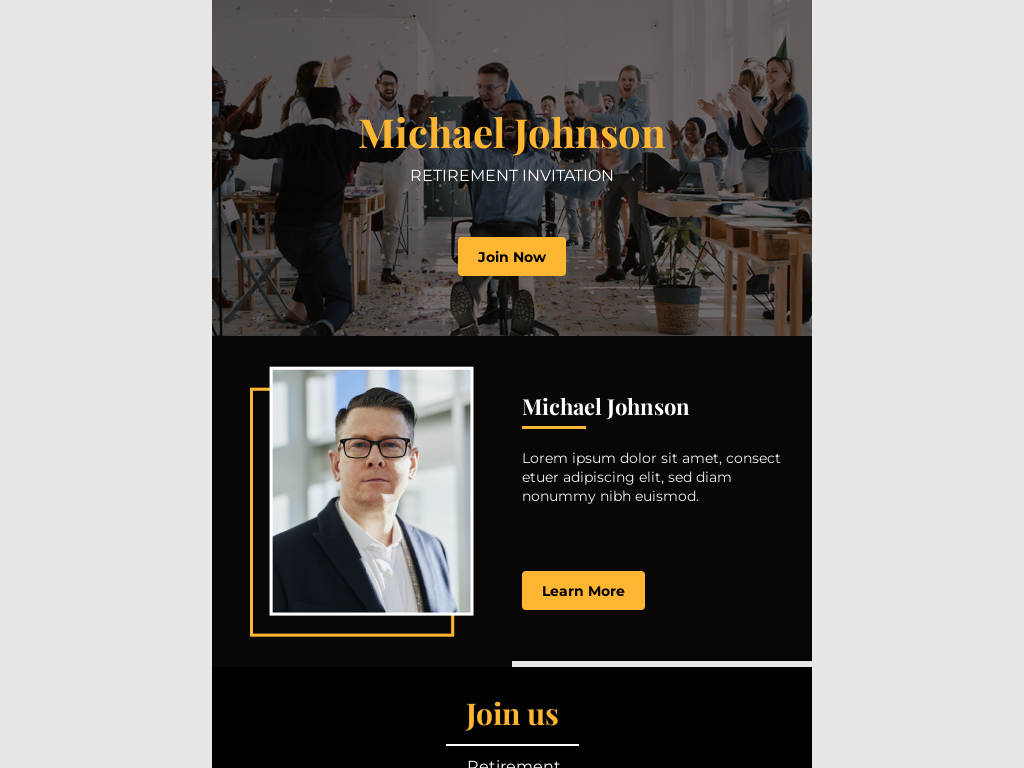 Michael Johnson
RETIREMENT INVITATION
Join Now
Michael Johnson
Lorem ipsum dolor sit amet, consect
etuer adipiscing elit, sed diam
nonummy nibh euismod.
Learn More
Join us
Retirement